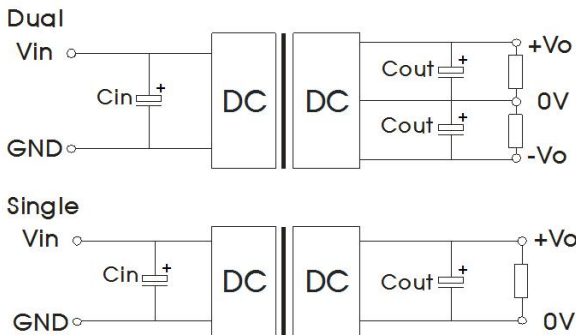 Dual
Vin
+Vo
Cout
Cin
DC
DC
0V
Cout
GND
-Vo
Single
Vin
+Vo
Cin
DC
DC
Cout
GND
0V